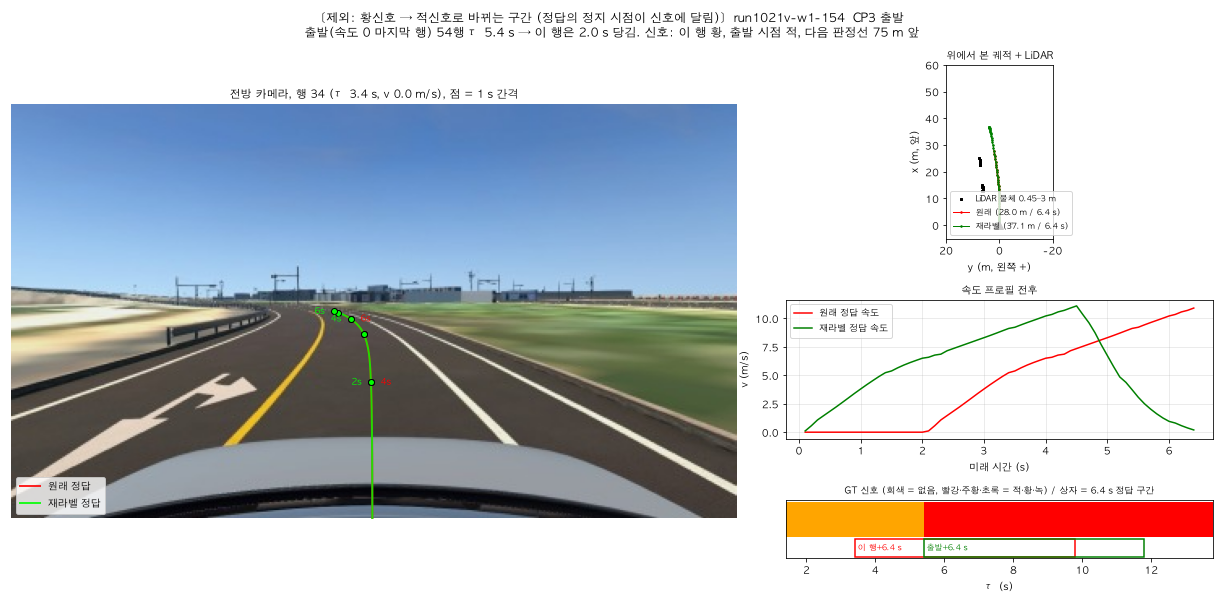 〔제외: 황신호 → 적신호로 바뀌는 구간 (정답의 정지 시점이 신호에 달림)〕 run1021v-w1-154 CP3 출발
출발(속도 0 마지막 행) 54행 τ 5.4 s → 이 행은 2.0 s 당김. 신호: 이 행 황, 출발 시점 적, 다음 판정선 75 m 앞
전방 카메라, 행 34 (τ 3.4 s, v 0.0 m/s), 점 = 1 s 간격
6s
4s
2s
4s
원래 정답
재라벨 정답
위에서 본 궤적 + LiDAR
60
50
40
30
20
10
0
x (m, 앞)
LiDAR 물체 0.45–3 m
원래 (28.0 m / 6.4 s)
재라벨 (37.1 m / 6.4 s)
20
0
-20
y (m, 왼쪽 +)
속도 프로필 전후
원래 정답 속도
재라벨 정답 속도
10.0
7.5
5.0
2.5
0.0
v (m/s)
0
1
2
3
4
5
6
미래 시간 (s)
GT 신호 (회색 = 없음, 빨강·주황·초록 = 적·황·녹) / 상자 = 6.4 s 정답 구간
이 행+6.4 s
출발+6.4 s
2
4
6
8
10
12
τ (s)